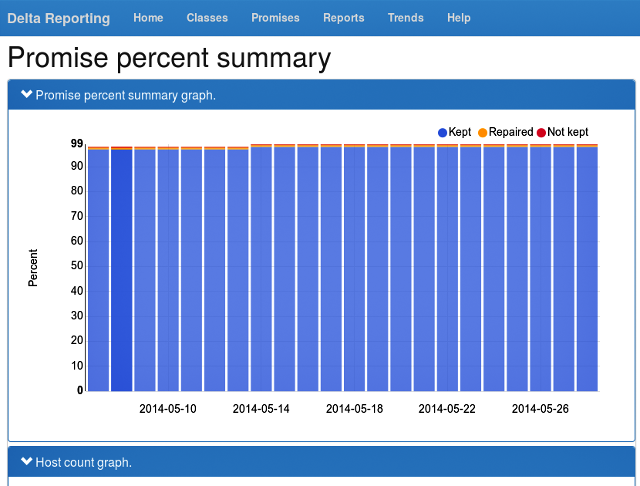 Delta Reporting Home Classes Promises Reports Trends Help
Promise percent summary
Promise percent summary graph.
Kept Repaired Not kept
99
90
80
70
60
50
40
30
20
10
0
Percent
2014-05-10 2014-05-14 2014-05-18 2014-05-22 2014-05-26
Host count graph.